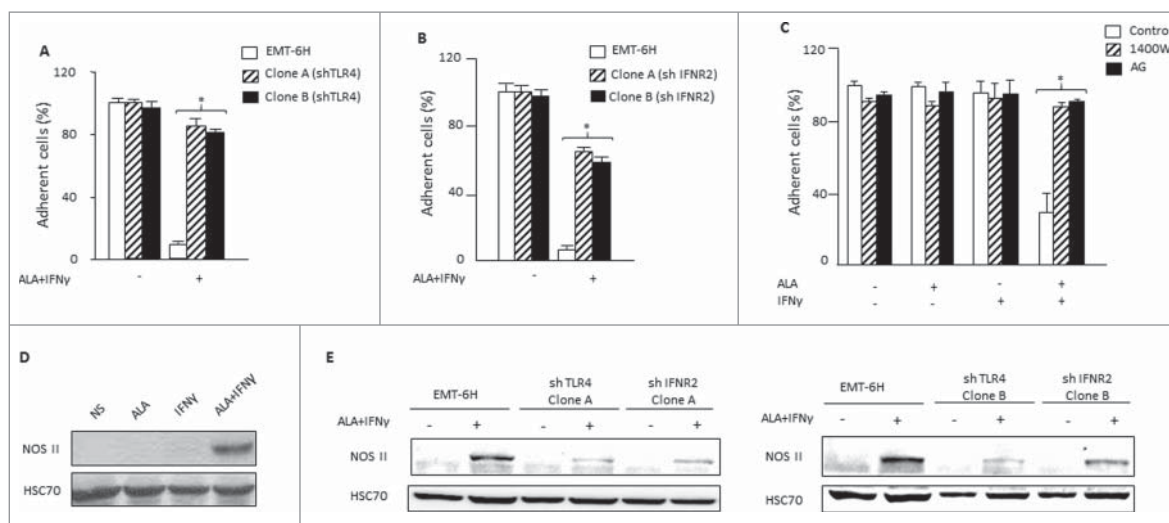 A
EMT-6H
Clone A (shTLR4)
Clone B (shTLR4)
*
120
80
40
0
Adherent cells (%)
ALA+IFNγ - +
B
EMT-6H
Clone A (sh IFNR2)
Clone B (sh IFNR2)
*
120
80
40
0
Adherent cells (%)
ALA+IFNγ - +
C
Control
1400W
AG
*
120
80
40
0
Adherent cells (%)
ALA - + - +
IFNγ - - + +
D
NS ALA IFNγ ALA+IFNγ
NOS II
HSC70
E
EMT-6H sh TLR4 Clone A sh IFNR2 Clone A
ALA+IFNγ - + - + - +
NOS II
HSC70
EMT-6H sh TLR4 Clone B sh IFNR2 Clone B
ALA+IFNγ - + - + - +
NOS II
HSC70